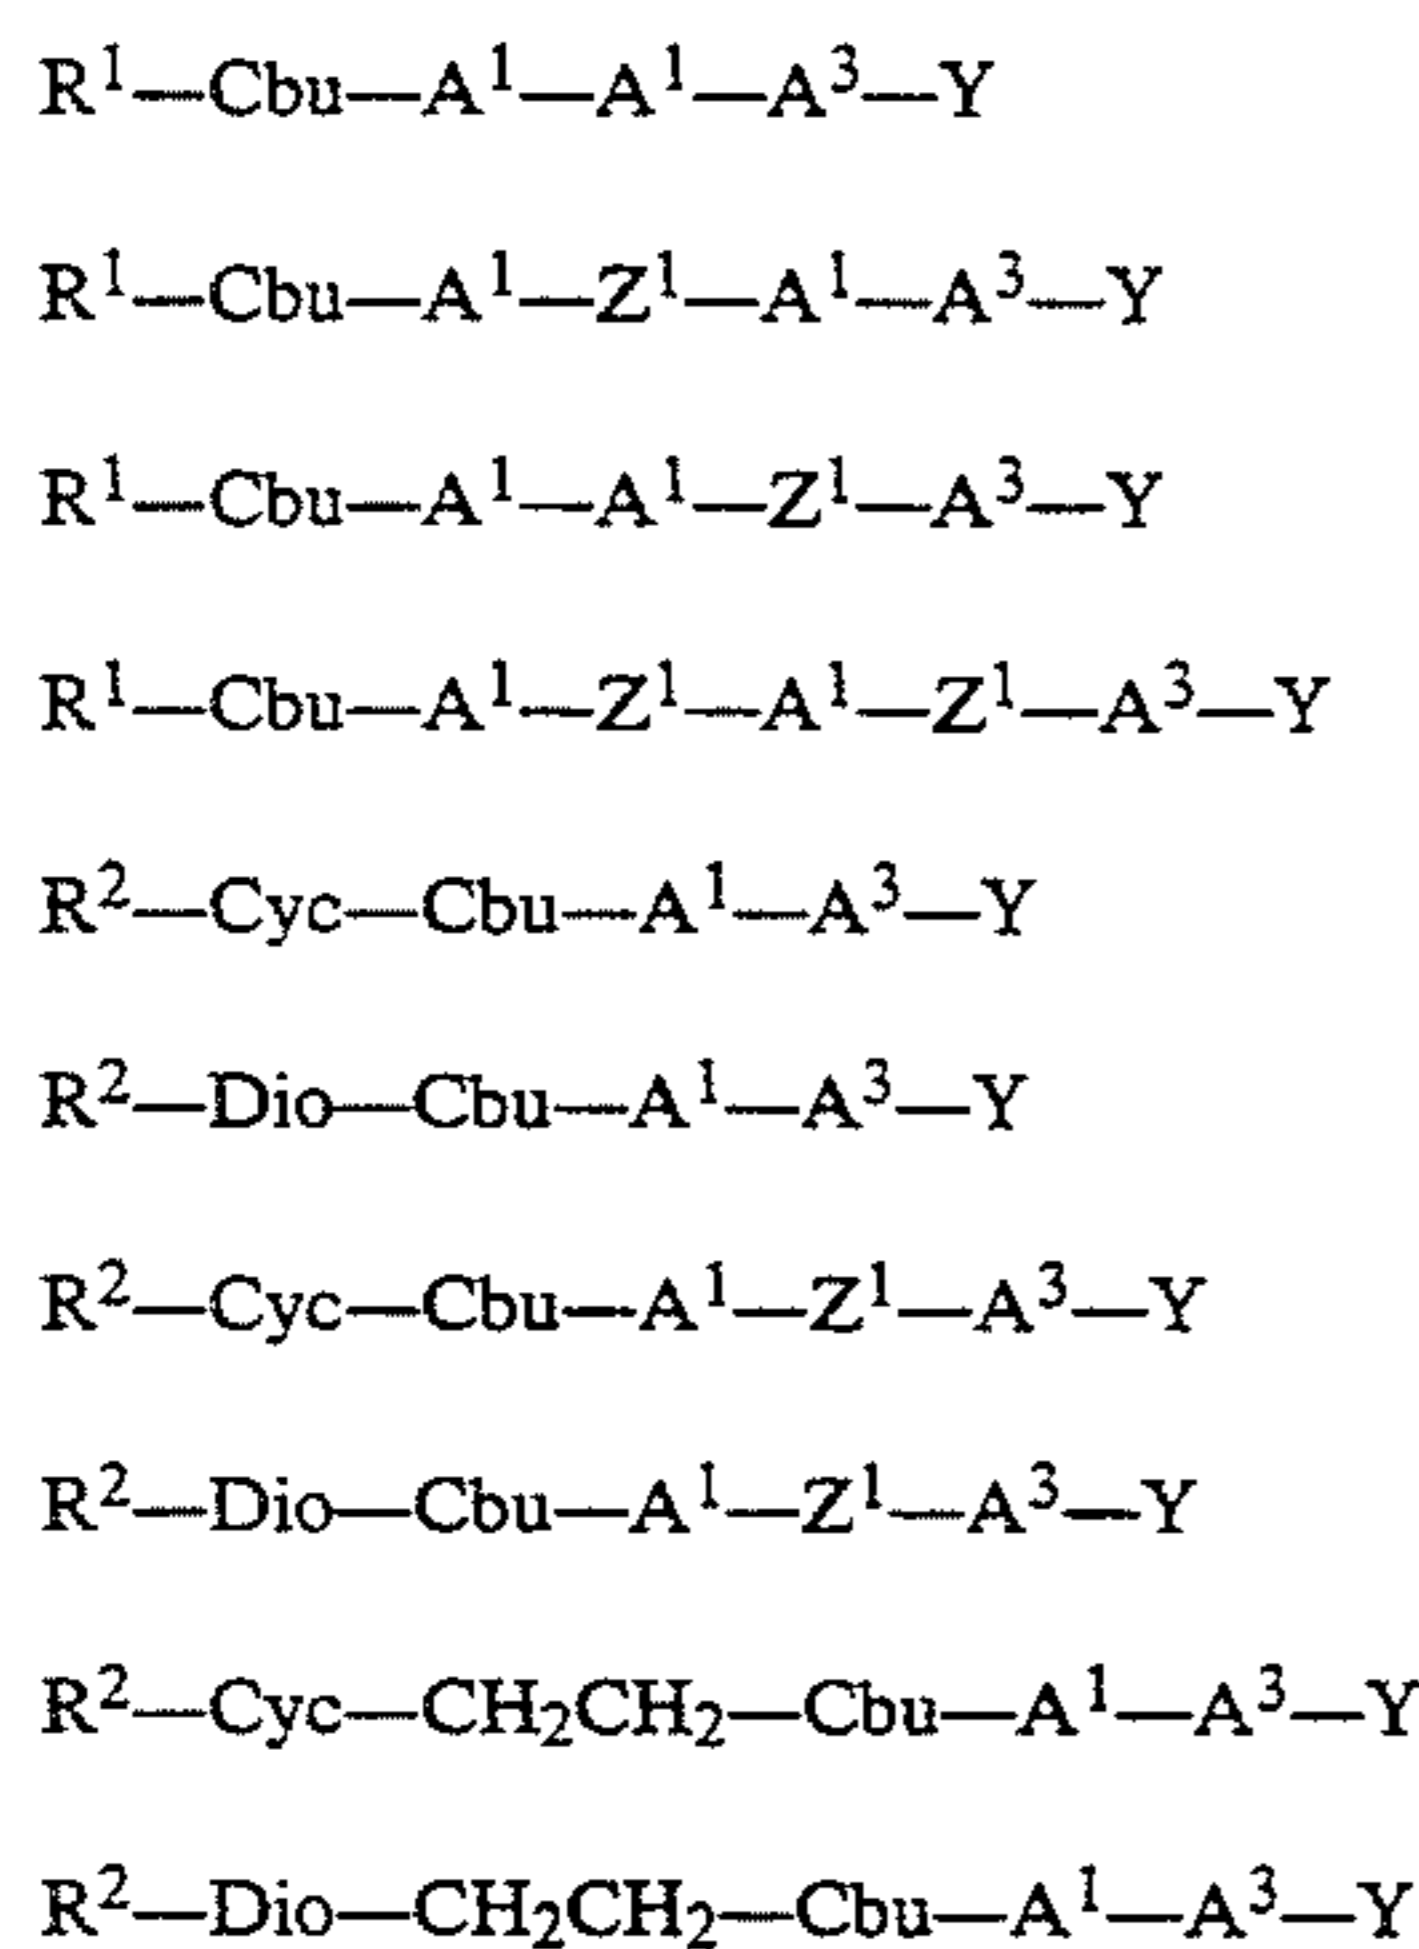 R¹—Cbu—A¹—A¹—A³—Y
R¹—Cbu—A¹—Z¹—A¹—A³—Y
R¹—Cbu—A¹—A¹—Z¹—A³—Y
R¹—Cbu—A¹—Z¹—A¹—Z¹—A³—Y
R²—Cyc—Cbu—A¹—A³—Y
R²—Dio—Cbu—A¹—A³—Y
R²—Cyc—Cbu—A¹—Z¹—A³—Y
R²—Dio—Cbu—A¹—Z¹—A³—Y
R²—Cyc—CH₂CH₂—Cbu—A¹—A³—Y
R²—Dio—CH₂CH₂—Cbu—A¹—A³—Y